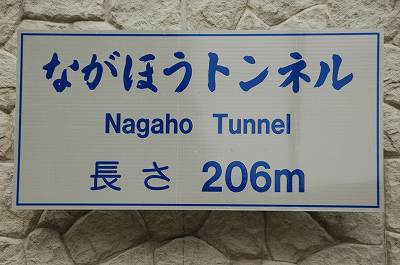 ながほうトンネル
Nagaho Tunnel
長さ 206m